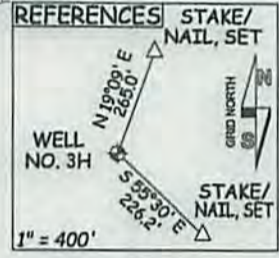 REFERENCES
STAKE/
NAIL, SET
N 19°09' E
265.0'
N
GRID NORTH
S
WELL
NO. 3H
S 55°30' E
226.2'
STAKE/
NAIL, SET
1" = 400'